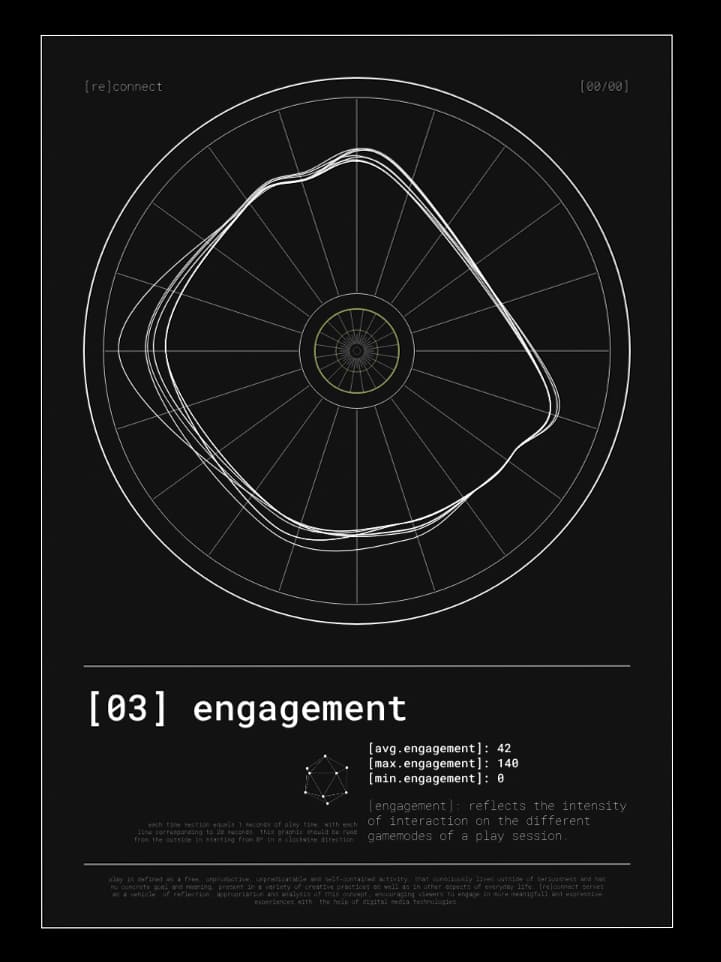 [re]connect
[00/00]
[03] engagement
[avg.engagement]: 42
[max.engagement]: 140
[min.engagement]: 0
[engagement]: reflects the intensity
of interaction on the different
gamemodes of a play session.
each time section equals 1 seconds of play time, with each
line corresponding to 20 seconds. this graphic should be read
from the outside in starting from 0° in a clockwise direction.
play is defined as a free, unproductive, unpredicatable and self-contained activity, that consciously lives outside of seriousness and has
no concrete goal and meaning, present in a variety of creative practices as well as in other aspects of everyday life. [re]connect serves
as a vehicle of reflection, appropriation and analysis of this concept, encouraging viewers to engage in more meanigfull and expressive
experiences with the help of digital media technologies.